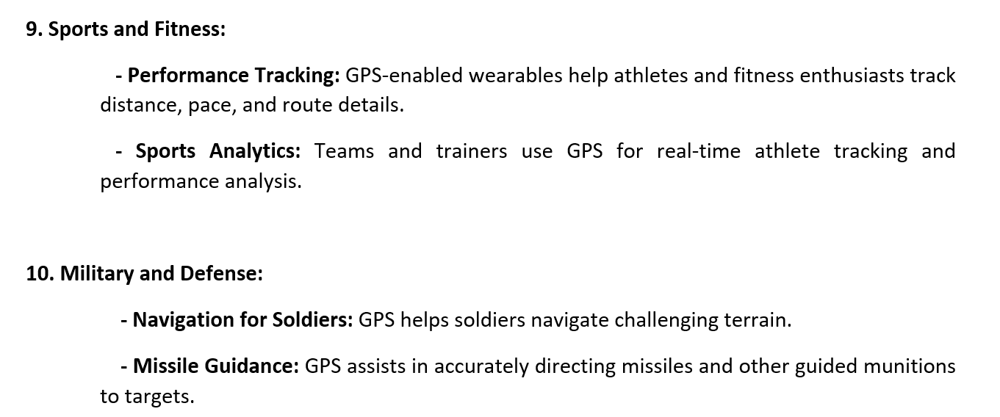 9. Sports and Fitness:
- Performance Tracking: GPS-enabled wearables help athletes and fitness enthusiasts track
distance, pace, and route details.
- Sports Analytics: Teams and trainers use GPS for real-time athlete tracking and
performance analysis.
10. Military and Defense:
- Navigation for Soldiers: GPS helps soldiers navigate challenging terrain.
- Missile Guidance: GPS assists in accurately directing missiles and other guided munitions
to targets.